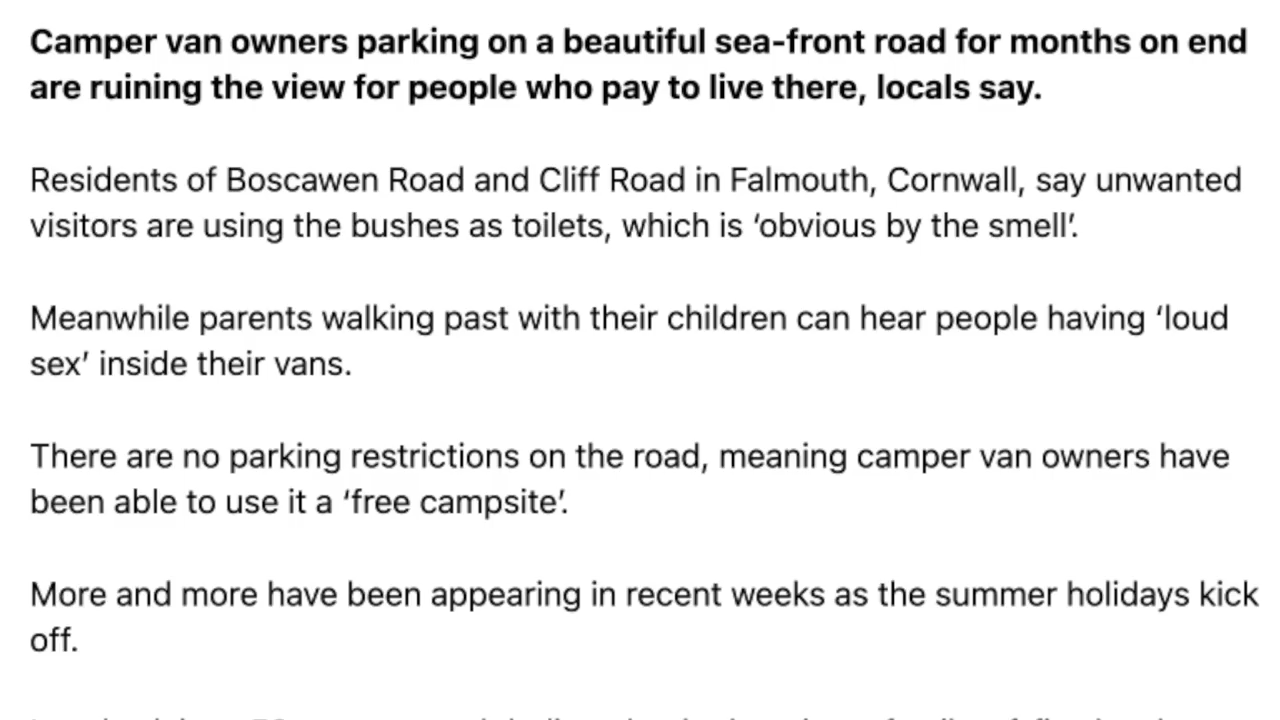 Camper van owners parking on a beautiful sea-front road for months on end
are ruining the view for people who pay to live there, locals say.
Residents of Boscawen Road and Cliff Road in Falmouth, Cornwall, say unwanted
visitors are using the bushes as toilets, which is ‘obvious by the smell’.
Meanwhile parents walking past with their children can hear people having ‘loud
sex’ inside their vans.
There are no parking restrictions on the road, meaning camper van owners have
been able to use it a ‘free campsite’.
More and more have been appearing in recent weeks as the summer holidays kick
off.